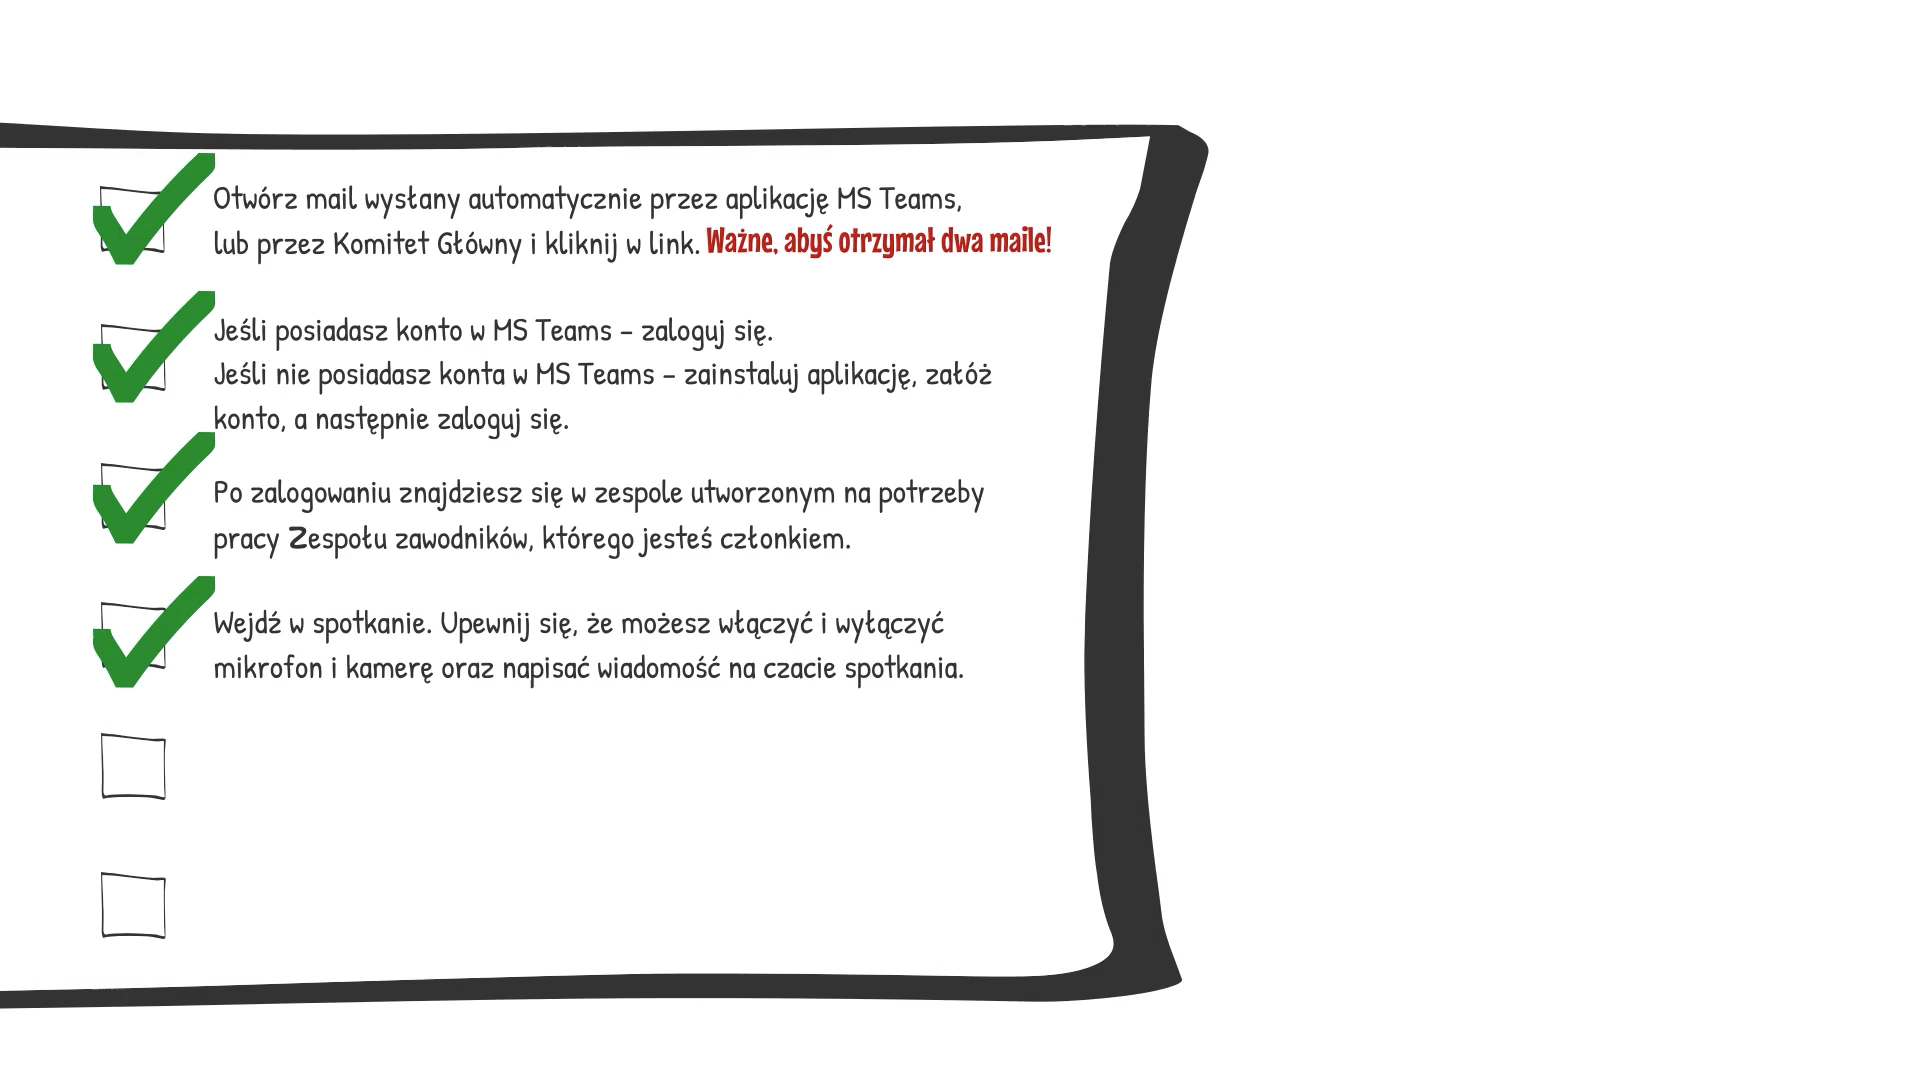 Otwórz mail wysłany automatycznie przez aplikację MS Teams,
lub przez Komitet Główny i kliknij w link. Ważne, abyś otrzymał dwa maile!
Jeśli posiadasz konto w MS Teams – zaloguj się.
Jeśli nie posiadasz konta w MS Teams – zainstaluj aplikację, załóż
konto, a następnie zaloguj się.
Po zalogowaniu znajdziesz się w zespole utworzonym na potrzeby
pracy Zespołu zawodników, którego jesteś członkiem.
Wejdź w spotkanie. Upewnij się, że możesz włączyć i wyłączyć
mikrofon i kamerę oraz napisać wiadomość na czacie spotkania.